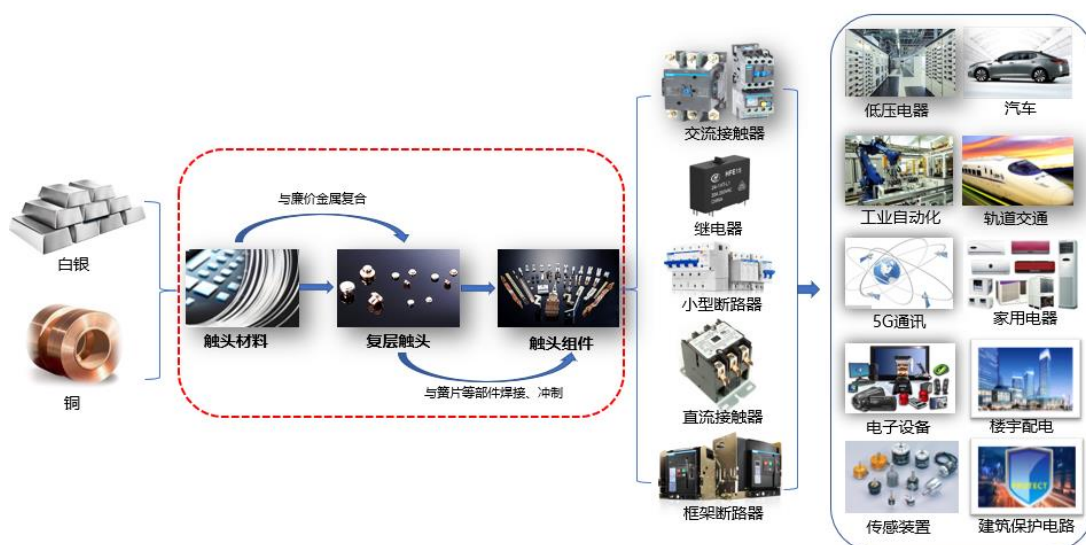 白银
铜
与廉价金属复合
触头材料
复层触头
触头组件
与簧片等部件焊接、冲制
交流接触器
HFE15
继电器
小型断路器
直流接触器
框架断路器
低压电器
汽车
工业自动化
轨道交通
5G通讯
家用电器
电子设备
楼宇配电
传感装置
建筑保护电路